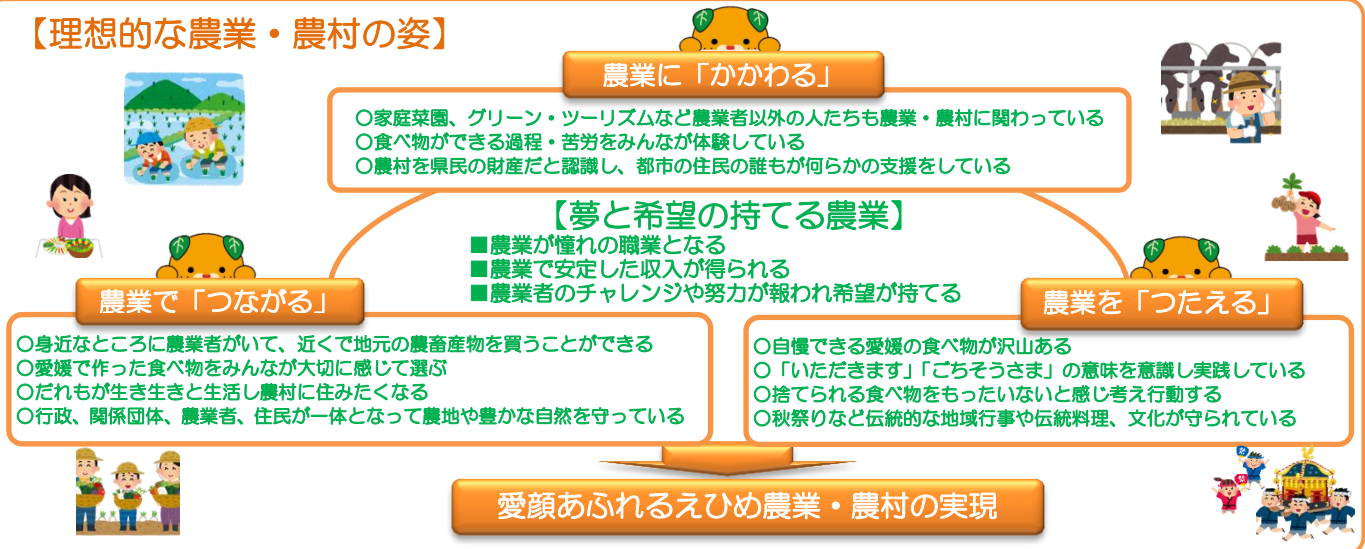 【理想的な農業・農村の姿】
農業に「かかわる」
〇家庭菜園、グリーン・ツーリズムなど農業者以外の人たちも農業・農村に関わっている
〇食べ物ができる過程・苦労をみんなが体験している
〇農村を県民の財産だと認識し、都市の住民の誰もが何らかの支援をしている
【夢と希望の持てる農業】
■農業が憧れの職業となる
■農業で安定した収入が得られる
■農業者のチャレンジや努力が報われ希望が持てる
農業で「つながる」
〇身近なところに農業者がいて、近くで地元の農畜産物を買うことができる
〇愛媛で作った食べ物をみんなが大切に感じて選ぶ
〇だれもが生き生きと生活し農村に住みたくなる
〇行政、関係団体、農業者、住民が一体となって農地や豊かな自然を守っている
農業を「つたえる」
〇自慢できる愛媛の食べ物が沢山ある
〇「いただきます」「ごちそうさま」の意味を意識し実践している
〇捨てられる食べ物をもったいないと感じ考え行動する
〇秋祭りなど伝統的な地域行事や伝統料理、文化が守られている
愛顔あふれるえひめ農業・農村の実現